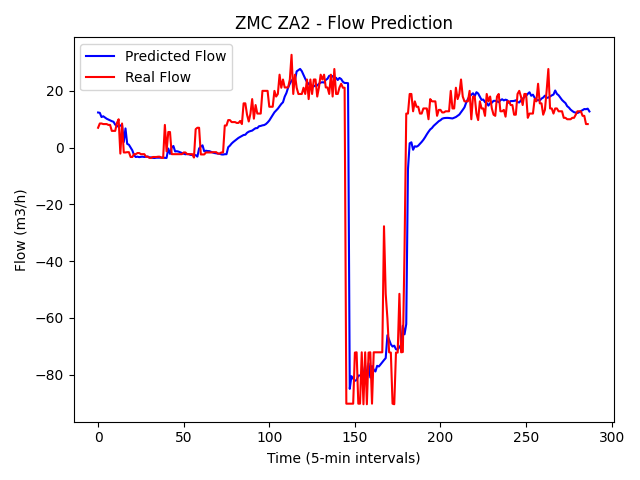 ZMC ZA2 - Flow Prediction
Predicted Flow
Real Flow
Flow (m3/h)
20
0
−20
−40
−60
−80
0 50 100 150 200 250 300
Time (5-min intervals)